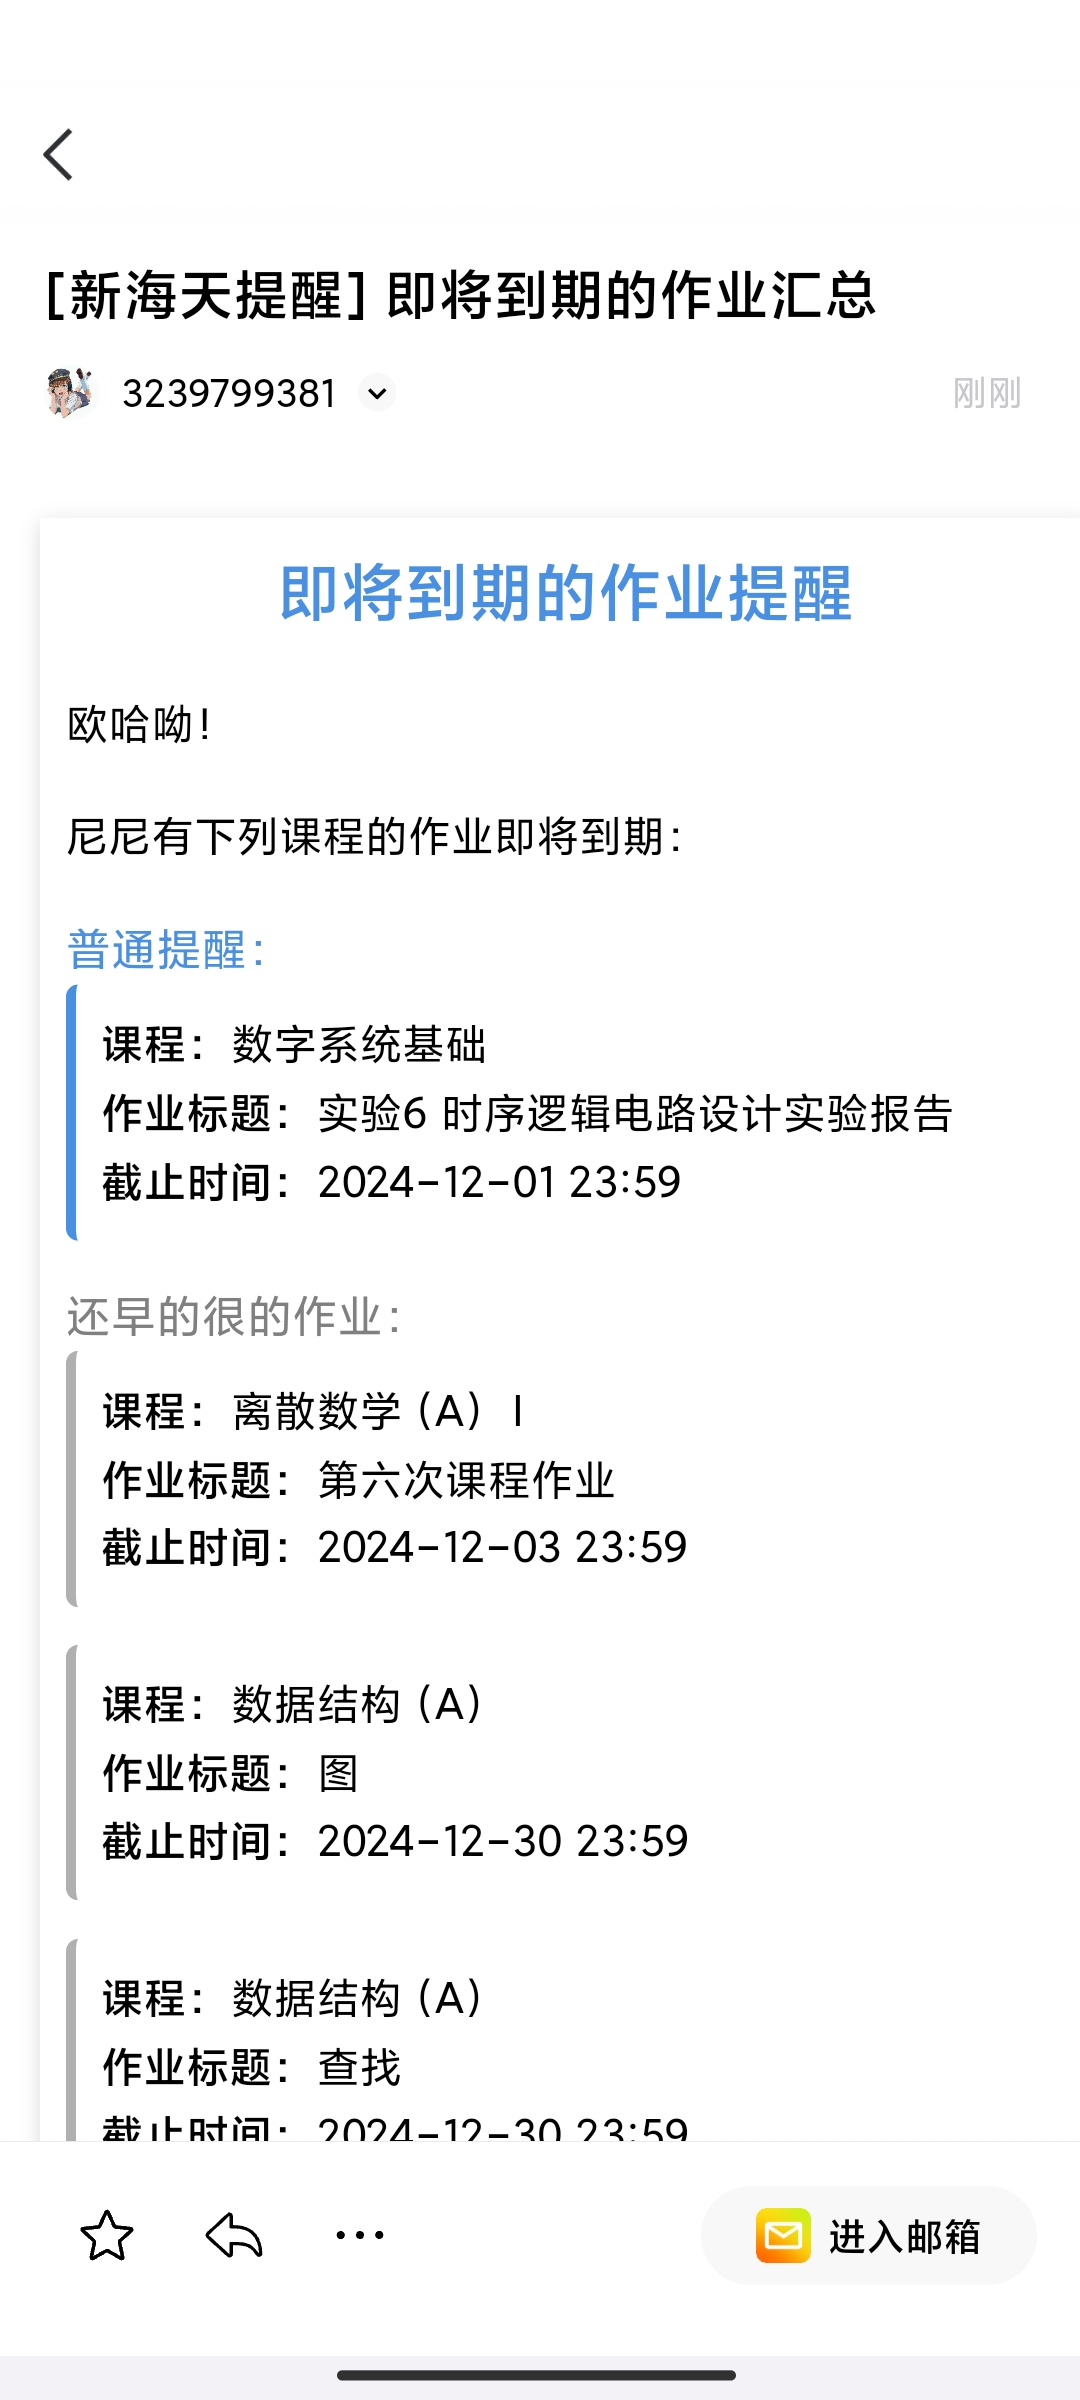 [新海天提醒] 即将到期的作业汇总
3239799381
刚刚
即将到期的作业提醒
欧哈呦！
尼尼有下列课程的作业即将到期：
普通提醒：
课程：数字系统基础
作业标题：实验6 时序逻辑电路设计实验报告
截止时间：2024-12-01 23:59
还早的很的作业：
课程：离散数学（A）Ⅰ
作业标题：第六次课程作业
截止时间：2024-12-03 23:59
课程：数据结构（A）
作业标题：图
截止时间：2024-12-30 23:59
课程：数据结构（A）
作业标题：查找
截止时间：2024-12-30 23:59
进入邮箱